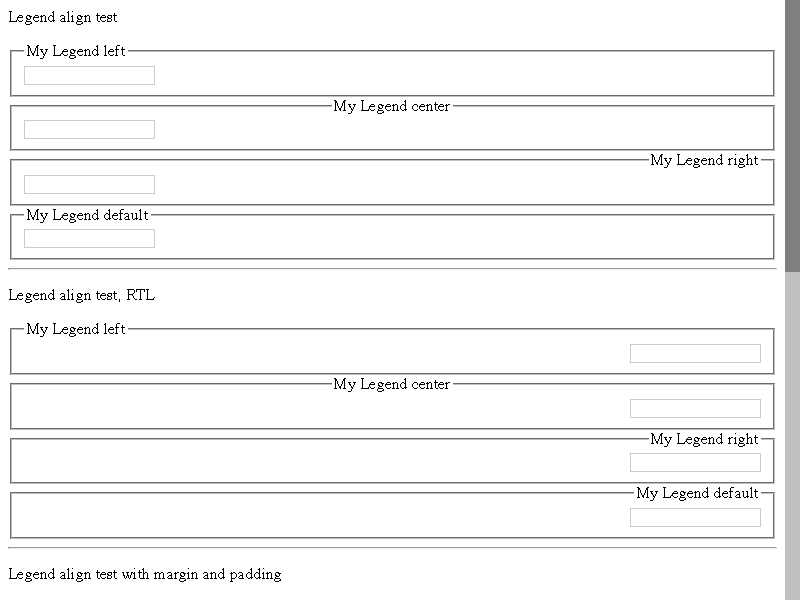 Legend align test
My Legend left
My Legend center
My Legend right
My Legend default
Legend align test, RTL
My Legend left
My Legend center
My Legend right
My Legend default
Legend align test with margin and padding